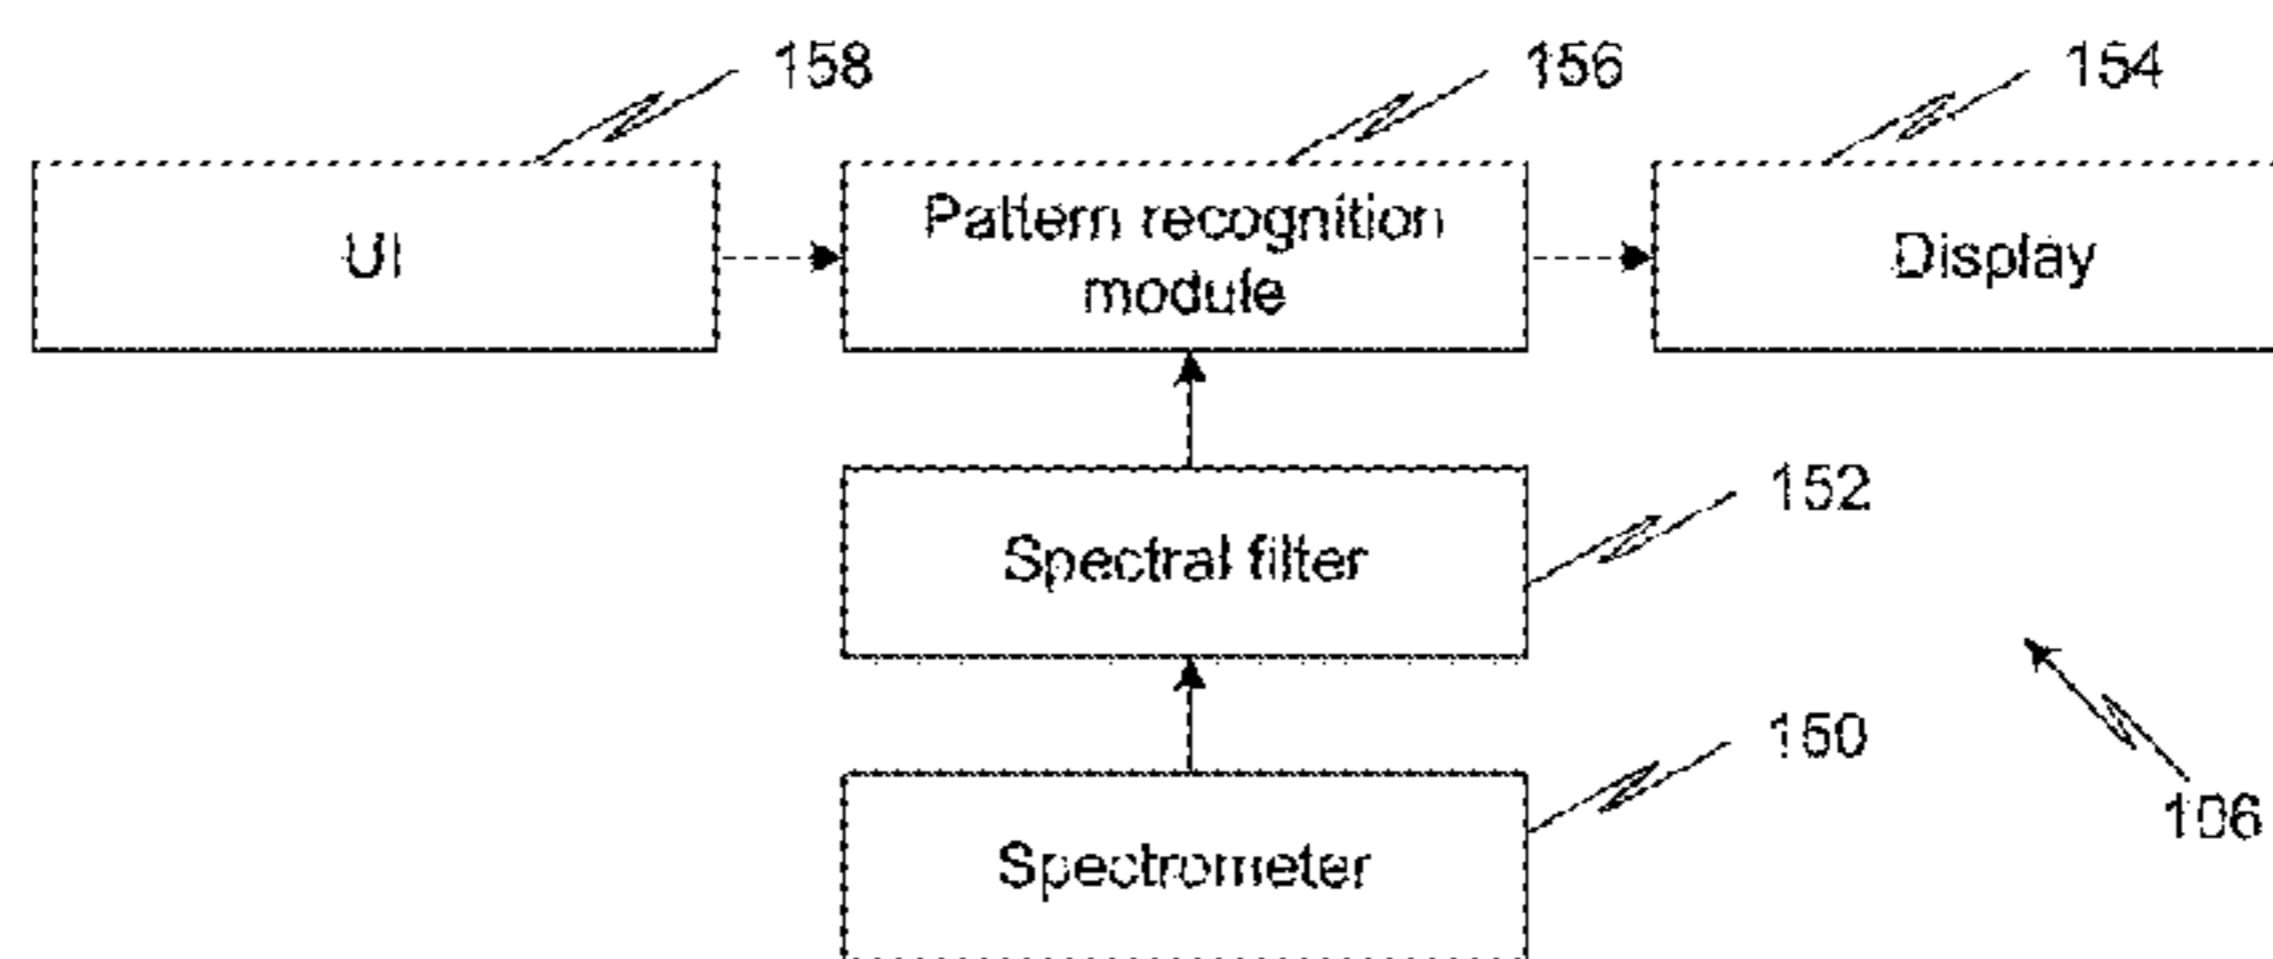 158
156
154
UI
Pattern recognition
module
Display
152
Spectral filter
150
Spectrometer
106